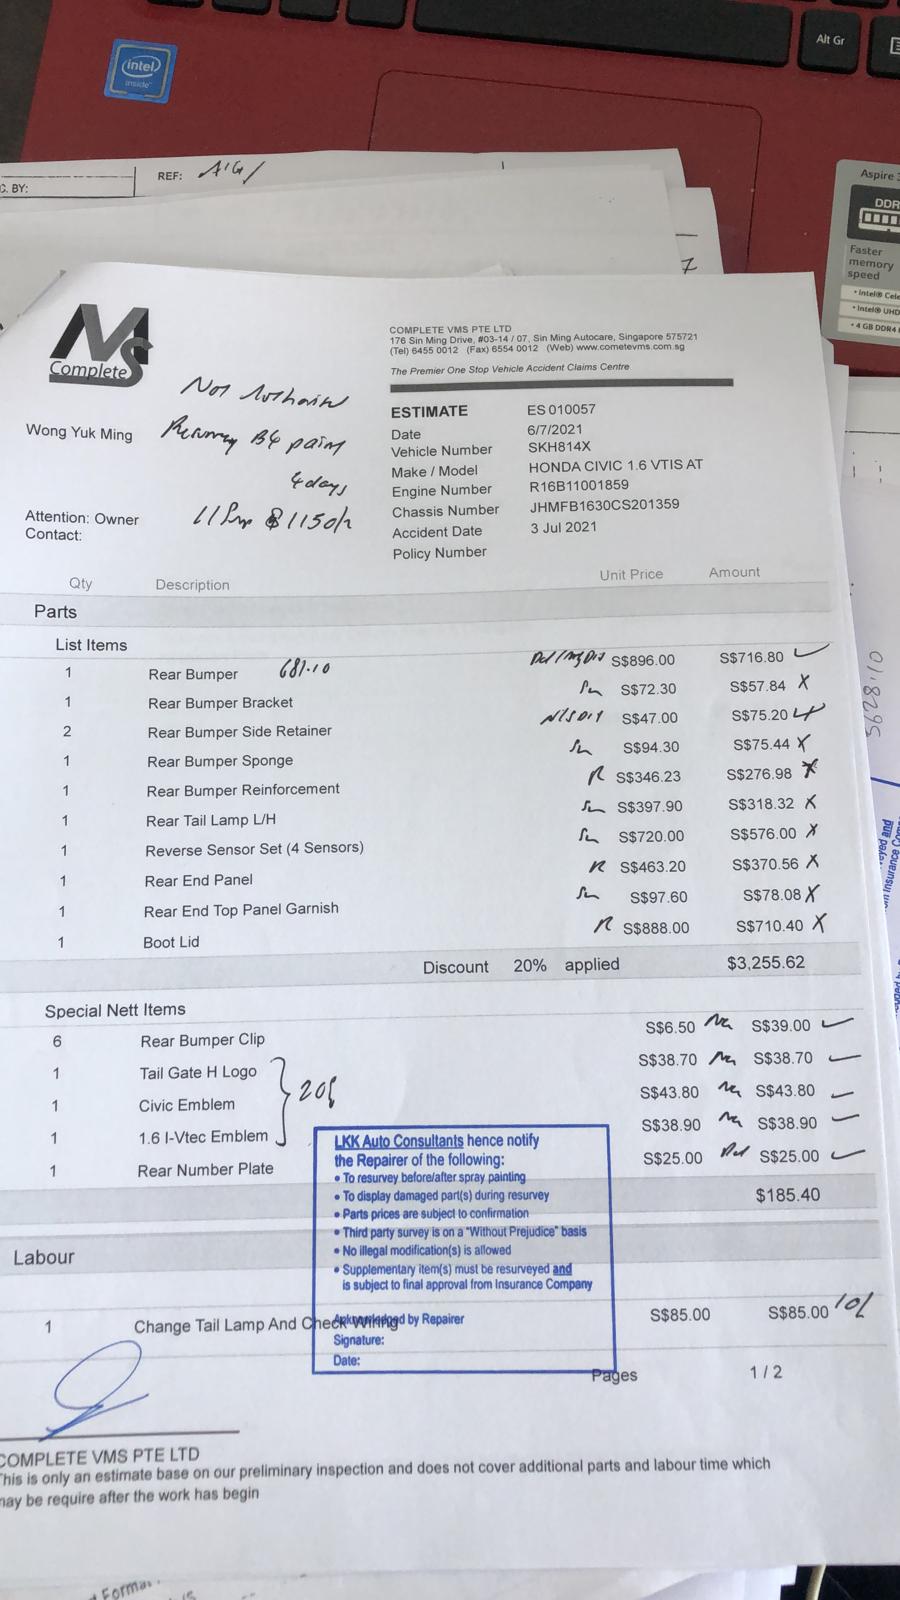 Alt Gr
intel
inside
Aspire 3
DDR
Faster
memory
speed
• Intel® Cele
• Intel® UHD
• 4 GB DDR4
C. BY:
REF: AIG/
7
Complete
COMPLETE VMS PTE LTD
176 Sin Ming Drive, #03-14 / 07, Sin Ming Autocare, Singapore 575721
(Tel) 6455 0012 (Fax) 6554 0012 (Web) www.cometevms.com.sg
The Premier One Stop Vehicle Accident Claims Centre
Not
Wong Yuk Ming
B4 paint
4 days
Attention: Owner
Contact:
ESTIMATE ES 010057
Date 6/7/2021
Vehicle Number SKH814X
Make / Model HONDA CIVIC 1.6 VTIS AT
Engine Number R16B11001859
Chassis Number JHMFB1630CS201359
Accident Date 3 Jul 2021
Policy Number
Qty Description Unit Price Amount
Parts
List Items
1 Rear Bumper 681.10 S$896.00 S$716.80
1 Rear Bumper Bracket S$72.30 S$57.84 X
2 Rear Bumper Side Retainer S$47.00 S$75.20
1 Rear Bumper Sponge S$94.30 S$75.44 X
1 Rear Bumper Reinforcement R S$346.23 S$276.98 X
1 Rear Tail Lamp L/H S$397.90 S$318.32 X
1 Reverse Sensor Set (4 Sensors) S$720.00 S$576.00 X
1 Rear End Panel R S$463.20 S$370.56 X
1 Rear End Top Panel Garnish S$97.60 S$78.08 X
1 Boot Lid R S$888.00 S$710.40 X
Discount 20% applied $3,255.62
5628.10
Special Nett Items
6 Rear Bumper Clip S$6.50 S$39.00
1 Tail Gate H Logo S$38.70 S$38.70
1 Civic Emblem S$43.80 S$43.80
1 1.6 I-Vtec Emblem S$38.90 S$38.90
1 Rear Number Plate S$25.00 S$25.00
$185.40
LKK Auto Consultants hence notify
the Repairer of the following:
• To resurvey before/after spray painting
• To display damaged part(s) during resurvey
• Parts prices are subject to confirmation
• Third party survey is on a "Without Prejudice" basis
• No illegal modification(s) is allowed
• Supplementary item(s) must be resurveyed and
is subject to final approval from Insurance Company
Acknowledged by Repairer
Signature:
Date:
Labour
1 Change Tail Lamp And Check Wiring S$85.00 S$85.00
Pages 1 / 2
COMPLETE VMS PTE LTD
This is only an estimate base on our preliminary inspection and does not cover additional parts and labour time which
may be require after the work has begin